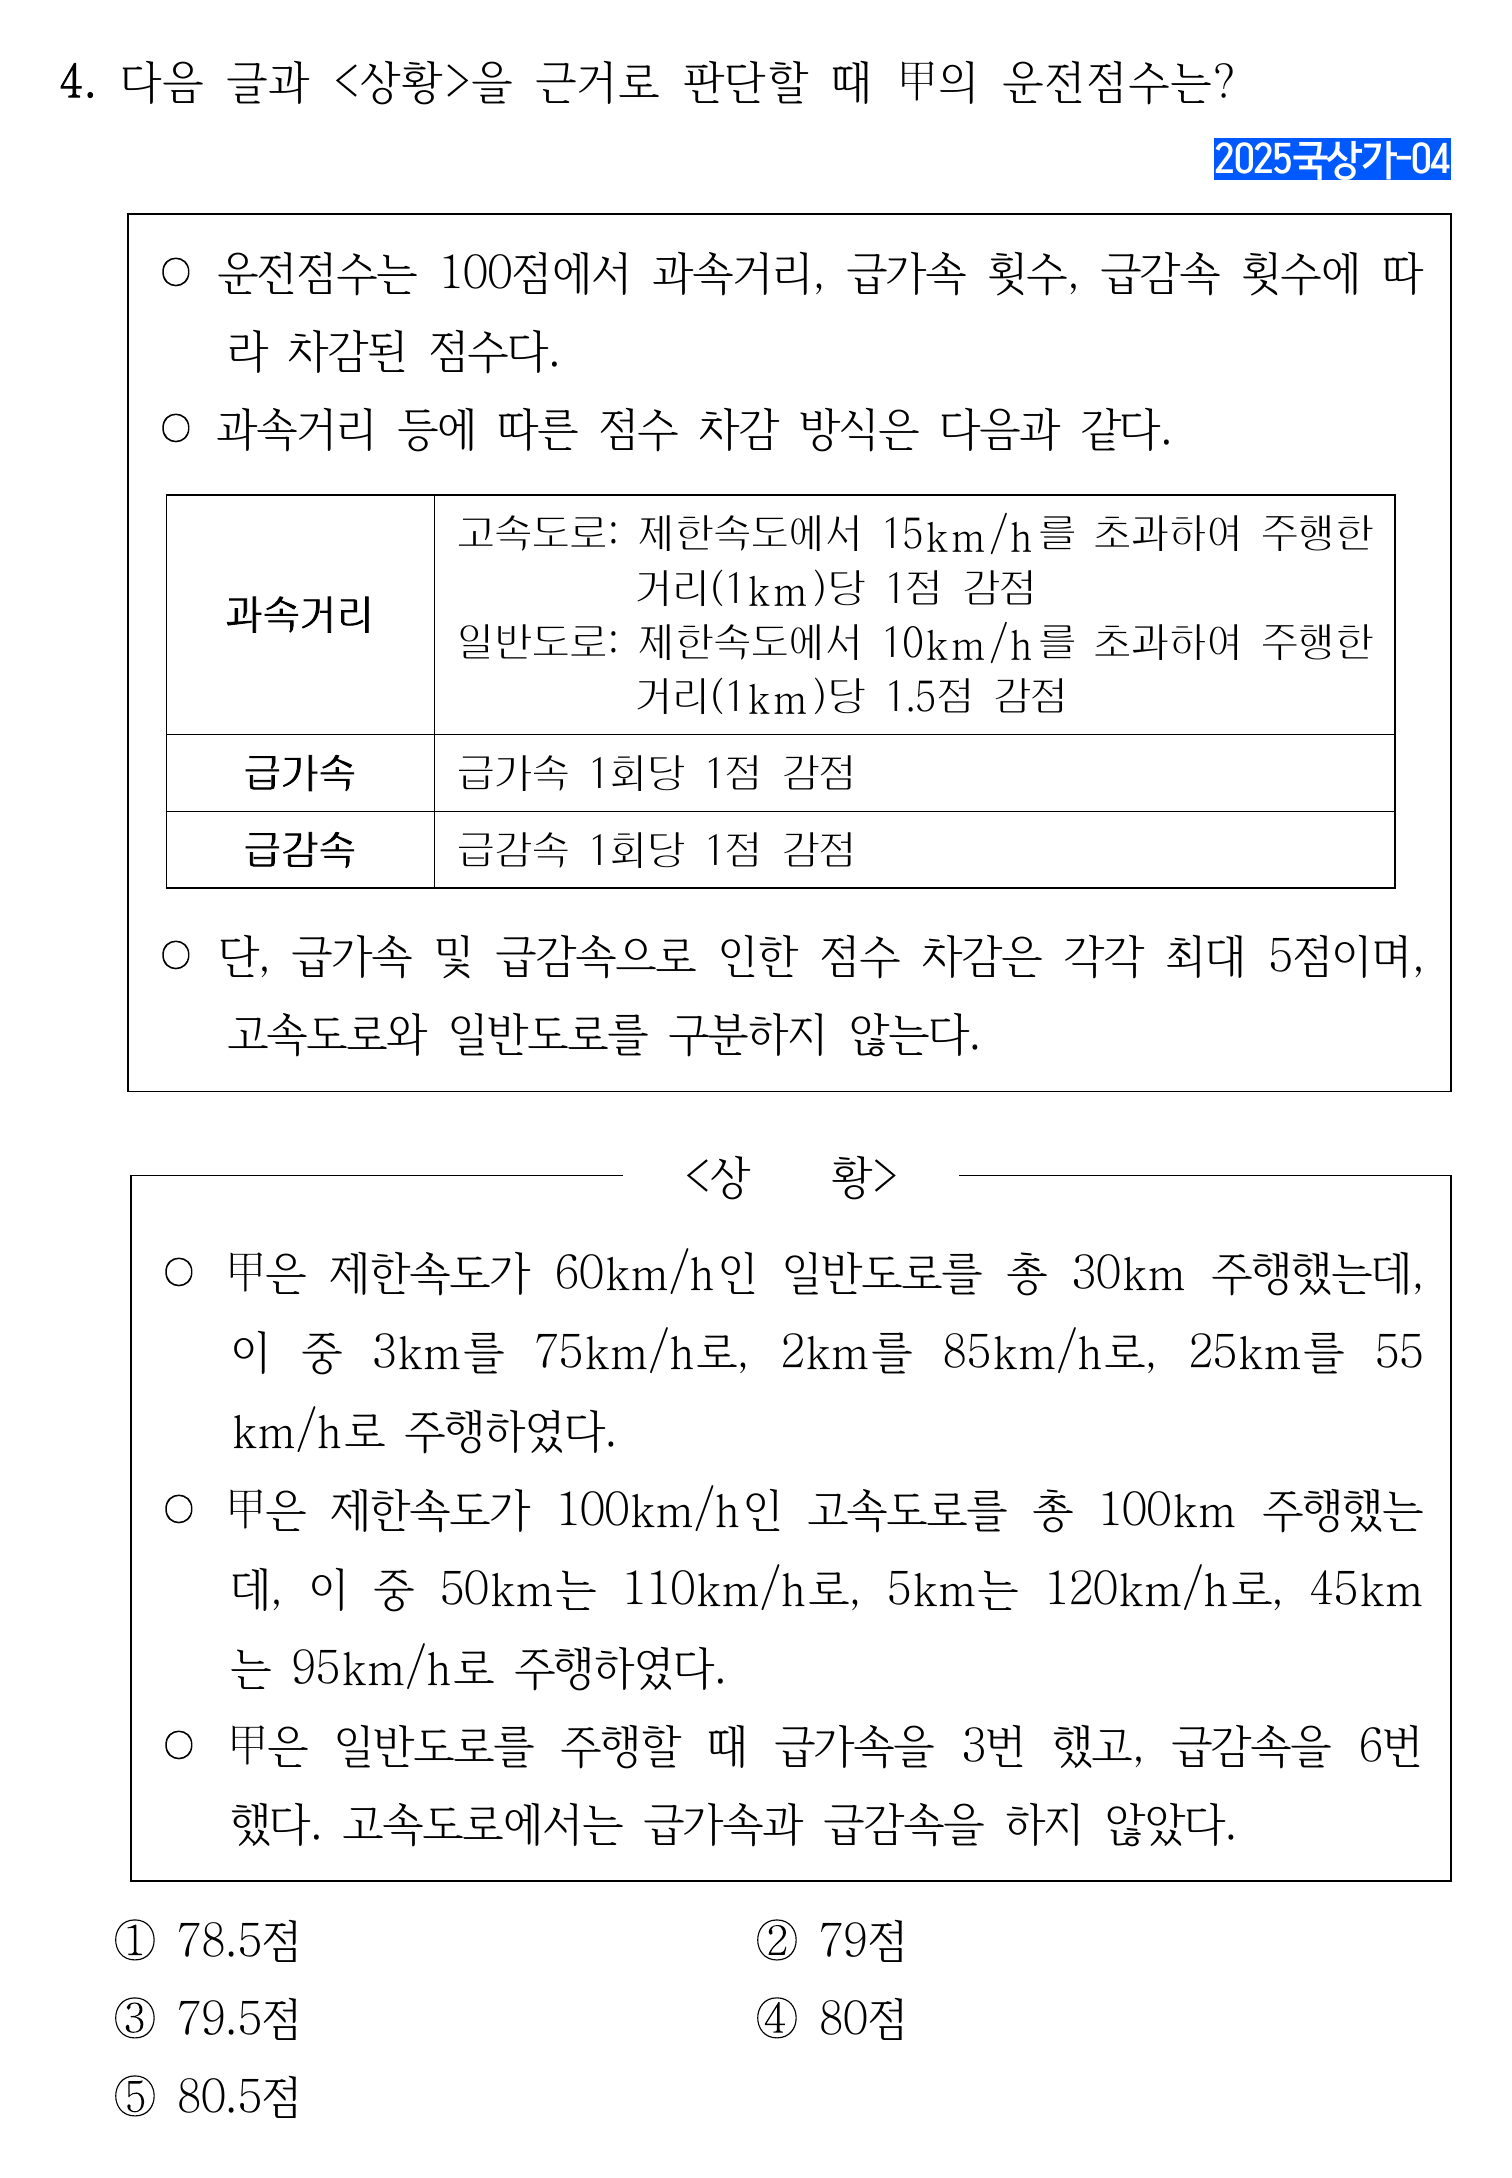 4. 다음 글과 <상황>을 근거로 판단할 때 甲의 운전점수는?
2025국상가-04
○ 운전점수는 100점에서 과속거리, 급가속 횟수, 급감속 횟수에 따
라 차감된 점수다.
○ 과속거리 등에 따른 점수 차감 방식은 다음과 같다.
과속거리
고속도로: 제한속도에서 15km/h를 초과하여 주행한
거리(1km)당 1점 감점
일반도로: 제한속도에서 10km/h를 초과하여 주행한
거리(1km)당 1.5점 감점
급가속 급가속 1회당 1점 감점
급감속 급감속 1회당 1점 감점
○ 단, 급가속 및 급감속으로 인한 점수 차감은 각각 최대 5점이며,
고속도로와 일반도로를 구분하지 않는다.
<상 황>
○ 甲은 제한속도가 60km/h인 일반도로를 총 30km 주행했는데,
이 중 3km를 75km/h로, 2km를 85km/h로, 25km를 55
km/h로 주행하였다.
○ 甲은 제한속도가 100km/h인 고속도로를 총 100km 주행했는
데, 이 중 50km는 110km/h로, 5km는 120km/h로, 45km
는 95km/h로 주행하였다.
○ 甲은 일반도로를 주행할 때 급가속을 3번 했고, 급감속을 6번
했다. 고속도로에서는 급가속과 급감속을 하지 않았다.
① 78.5점 ② 79점
③ 79.5점 ④ 80점
⑤ 80.5점